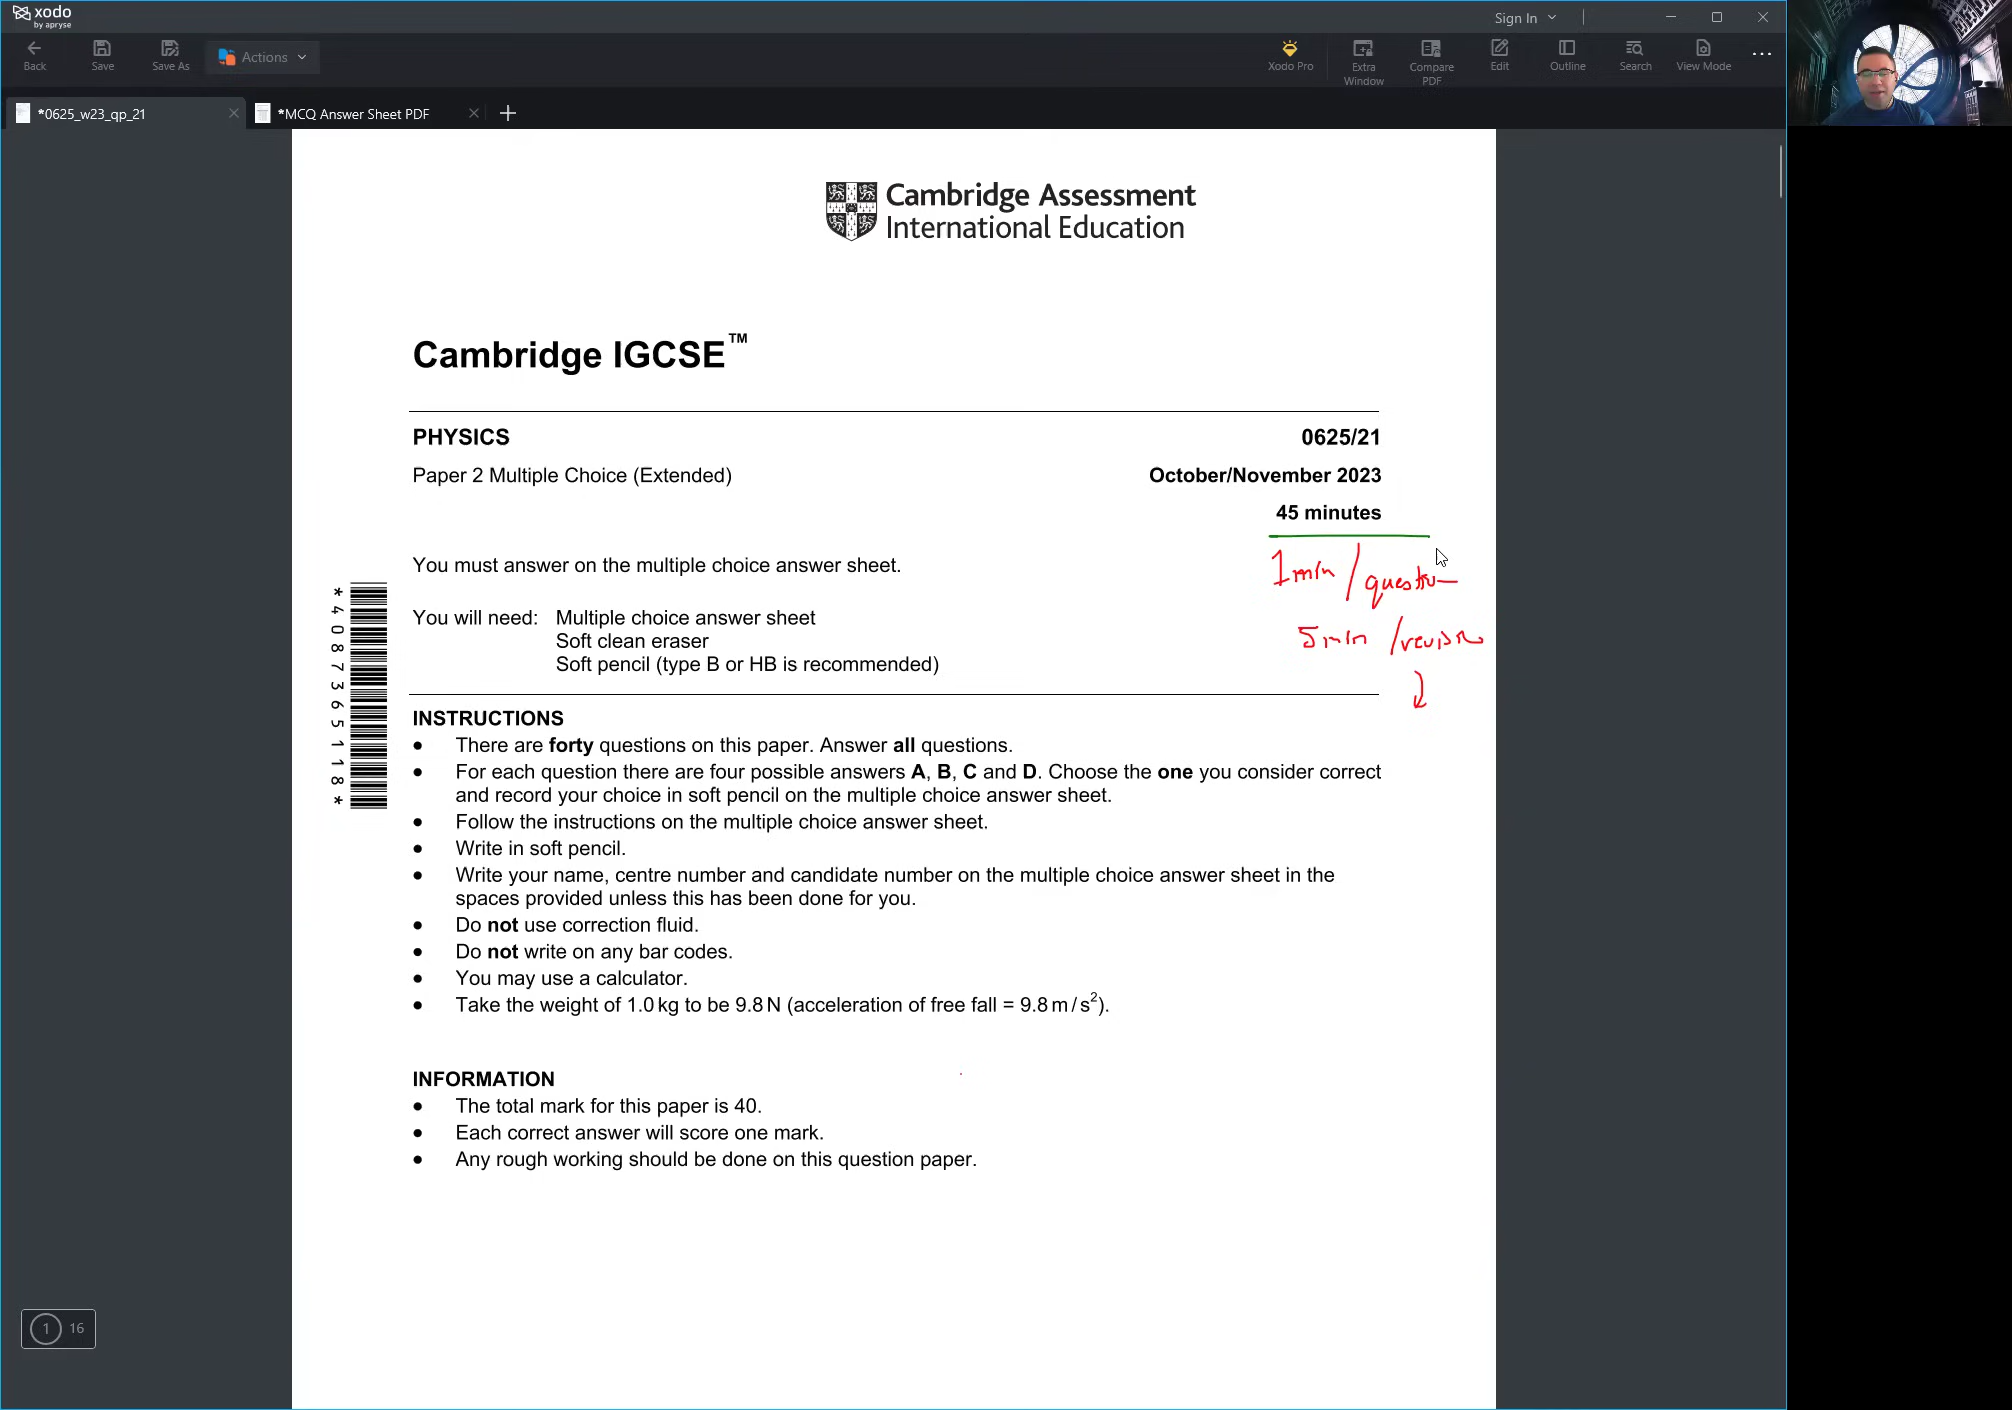 xodo
by apryse
Sign In
Back
Save
Save As
Actions
Xodo Pro
Extra Window
Compare PDF
Edit
Outline
Search
View Mode
*0625_w23_qp_21
*MCQ Answer Sheet PDF
Cambridge Assessment
International Education
Cambridge IGCSE™
PHYSICS 0625/21
Paper 2 Multiple Choice (Extended) October/November 2023
45 minutes
1 min / question
5 min / revision
You must answer on the multiple choice answer sheet.
You will need: Multiple choice answer sheet
Soft clean eraser
Soft pencil (type B or HB is recommended)
*4087365118*
INSTRUCTIONS
● There are forty questions on this paper. Answer all questions.
● For each question there are four possible answers A, B, C and D. Choose the one you consider correct
and record your choice in soft pencil on the multiple choice answer sheet.
● Follow the instructions on the multiple choice answer sheet.
● Write in soft pencil.
● Write your name, centre number and candidate number on the multiple choice answer sheet in the
spaces provided unless this has been done for you.
● Do not use correction fluid.
● Do not write on any bar codes.
● You may use a calculator.
● Take the weight of 1.0 kg to be 9.8 N (acceleration of free fall = 9.8 m / s²).
INFORMATION
● The total mark for this paper is 40.
● Each correct answer will score one mark.
● Any rough working should be done on this question paper.
1 16